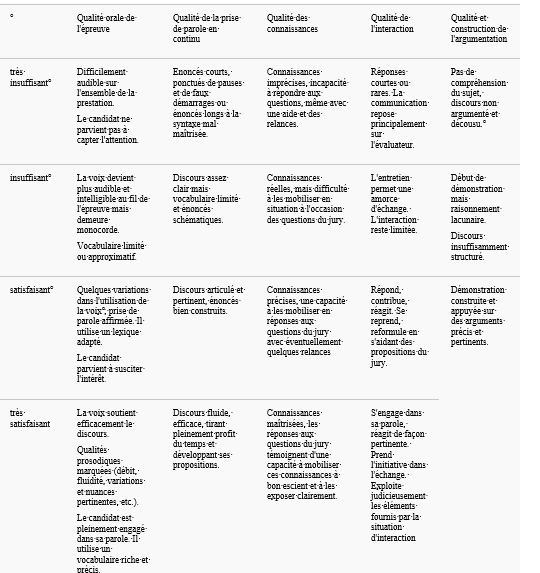 °
Qualité·orale·de·
l'épreuve
Qualité·de·la·prise·
de·parole·en·
continu
Qualité·des·
connaissances
Qualité·de·
l'interaction
Qualité·et·
construction·de·
l'argumentation
très·
insuffisant°
Difficilement·
audible·sur·
l'ensemble·de·la·
prestation.
Le·candidat·ne·
parvient·pas·à·
capter·l'attention.
Enoncés·courts,·
ponctués·de·pauses
et·de·faux·
démarrages·ou·
énoncés·longs·à·la·
syntaxe·mal·
maîtrisée.
Connaissances·
imprécises,·incapacité·
à·répondre·aux·
questions,·même·avec·
une·aide·et·des·
relances.
Réponses·
courtes·ou·
rares.·La·
communication·
repose·
principalement·
sur·
l'évaluateur.
Pas·de·
compréhension·
du·sujet,·
discours·non·
argumenté·et·
décousu.°
insuffisant°
La·voix·devient·
plus·audible·et·
intelligible·au·fil·de·
l'épreuve·mais·
demeure·
monocorde.
Vocabulaire·limité·
ou·approximatif.
Discours·assez·
clair·mais·
vocabulaire·limité·
et·énoncés·
schématiques.
Connaissances·
réelles,·mais·difficulté·
à·les·mobiliser·en·
situation·à·l'occasion·
des·questions·du·jury.
L'entretien·
permet·une·
amorce·
d'échange.·
L'interaction·
reste·limitée.
Début·de·
démonstration·
mais·
raisonnement·
lacunaire.
Discours·
insuffisamment·
structuré.
satisfaisant°
Quelques·variations·
dans·l'utilisation·de·
la·voix°,·prise·de·
parole·affirmée.·Il·
utilise·un·lexique·
adapté.
Le·candidat·
parvient·à·susciter·
l'intérêt.
Discours·articulé·et·
pertinent,·énoncés·
bien·construits.
Connaissances·
précises,·une·capacité·
à·les·mobiliser·en·
réponses·aux·
questions·du·jury·
avec·éventuellement·
quelques·relances
Répond,·
contribue,·
réagit.·Se·
reprend,·
reformule·en·
s'aidant·des·
propositions·du·
jury.
Démonstration·
construite·et·
appuyée·sur·
des·arguments·
précis·et·
pertinents.
très·
satisfaisant
La·voix·soutient·
efficacement·le·
discours.
Qualités·
prosodiques·
marquées·(débit,·
fluidité,·variations·
et·nuances·
pertinentes,·etc.).
Le·candidat·est·
pleinement·engagé·
dans·sa·parole.·Il·
utilise·un·
vocabulaire·riche·et·
précis.
Discours·fluide,·
efficace,·tirant·
pleinement·profit·
du·temps·et·
développant·ses·
propositions.
Connaissances·
maîtrisées,·les·
réponses·aux·
questions·du·jury·
témoignent·d'une·
capacité·à·mobiliser·
ces·connaissances·à·
bon·escient·et·à·les·
exposer·clairement.
S'engage·dans·
sa·parole,·
réagit·de·façon·
pertinente.·
Prend·
l'initiative·dans·
l'échange.·
Exploite·
judicieusement·
les·éléments·
fournis·par·la·
situation·
d'interaction